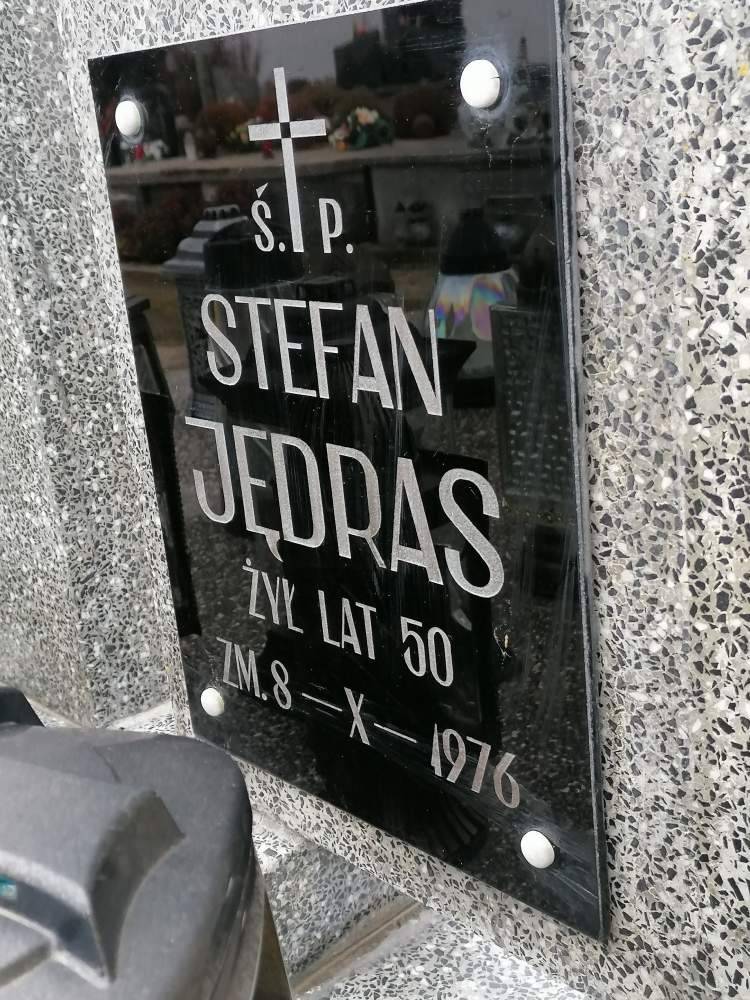 Ś. P.
STEFAN
JĘDRAS
ŻYŁ LAT 50
ZM. 8 — X — 1976